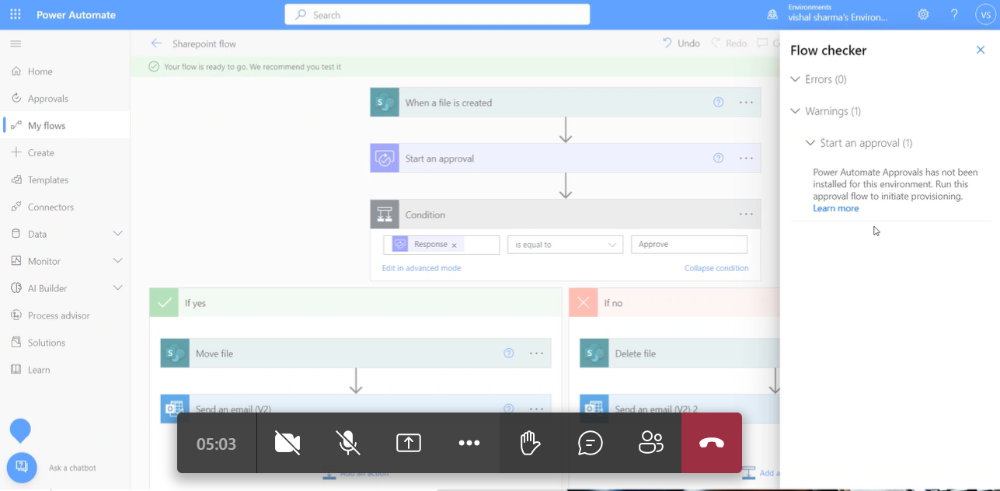 Power Automate
Search
Environments
vishal sharma's Environ...
VS
Sharepoint flow
Undo
Redo
Your flow is ready to go. We recommend you test it
Home
Approvals
My flows
Create
Templates
Connectors
Data
Monitor
AI Builder
Process advisor
Solutions
Learn
Ask a chatbot
When a file is created
Start an approval
Condition
Response
is equal to
Approve
Edit in advanced mode
Collapse condition
If yes
If no
Move file
Delete file
Send an email (V2)
Send an email (V2) 2
Add an action
Add a
05:03
Flow checker
Errors (0)
Warnings (1)
Start an approval (1)
Power Automate Approvals has not been
installed for this environment. Run this
approval flow to initiate provisioning.
Learn more